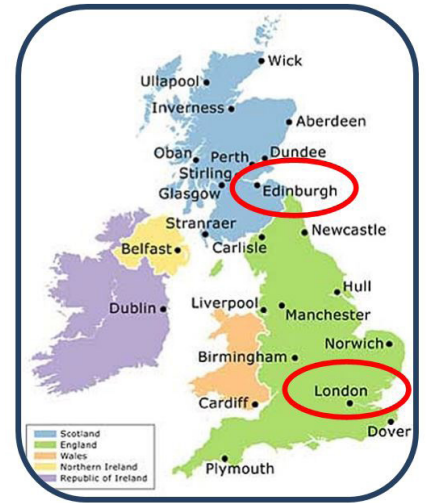 Wick
Ullapool
Inverness
Aberdeen
Oban
Perth
Dundee
Stirling
Glasgow
Edinburgh
Stranraer
Newcastle
Belfast
Carlisle
Hull
Dublin
Liverpool
Manchester
Norwich
Birmingham
London
Cardiff
Dover
Plymouth
Scotland
England
Wales
Northern Ireland
Republic of Ireland